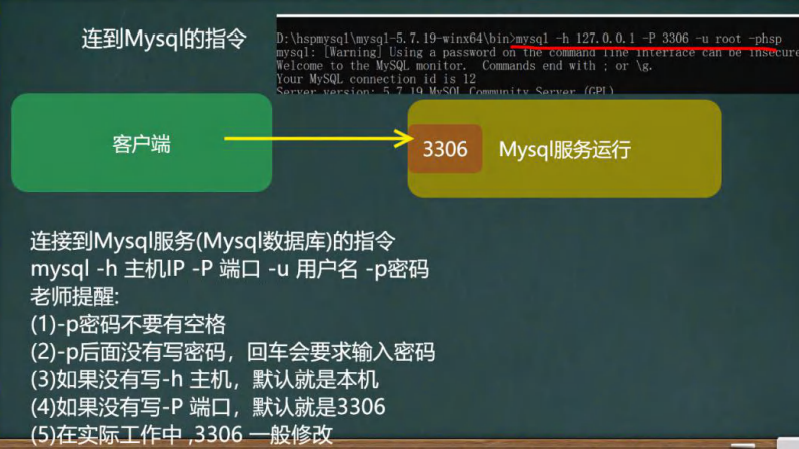 连到Mysql的指令
D:\hspmysql\mysql-5.7.19-winx64\bin>mysql -h 127.0.0.1 -P 3306 -u root -phsp
mysql: [Warning] Using a password on the command line interface can be insecure
Welcome to the MySQL monitor.  Commands end with ; or \g.
Your MySQL connection id is 12
Server version: 5.7.19 MySQL Community Server (GPL)
客户端
3306
Mysql服务运行
连接到Mysql服务(Mysql数据库)的指令
mysql -h 主机IP -P 端口 -u 用户名 -p密码
老师提醒:
(1)-p密码不要有空格
(2)-p后面没有写密码，回车会要求输入密码
(3)如果没有写-h 主机，默认就是本机
(4)如果没有写-P 端口，默认就是3306
(5)在实际工作中 ,3306 一般修改